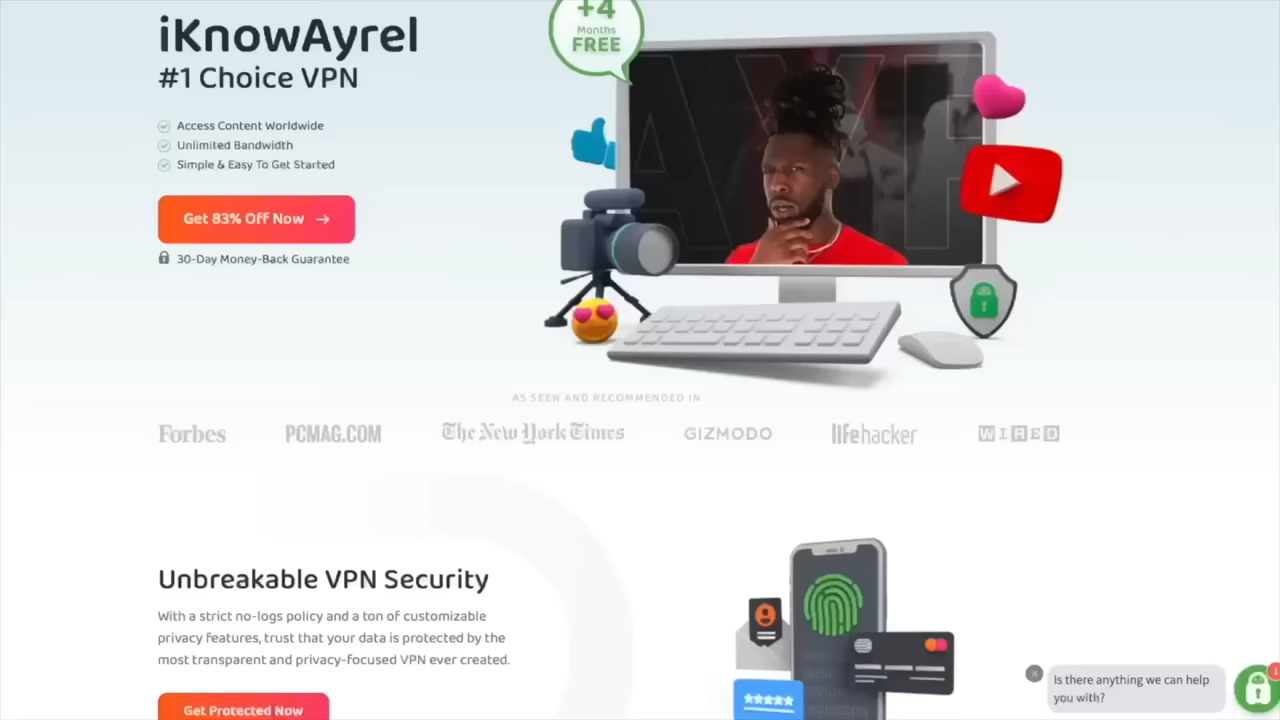 iKnowAyrel
#1 Choice VPN
Access Content Worldwide
Unlimited Bandwidth
Simple & Easy To Get Started
Get 83% Off Now →
30-Day Money-Back Guarantee
+4
Months
FREE
AS SEEN AND RECOMMENDED IN
Forbes
PCMAG.COM
The New York Times
GIZMODO
lifehacker
WIRED
Unbreakable VPN Security
With a strict no-logs policy and a ton of customizable
privacy features, trust that your data is protected by the
most transparent and privacy-focused VPN ever created.
Get Protected Now
Is there anything we can help
you with?
1